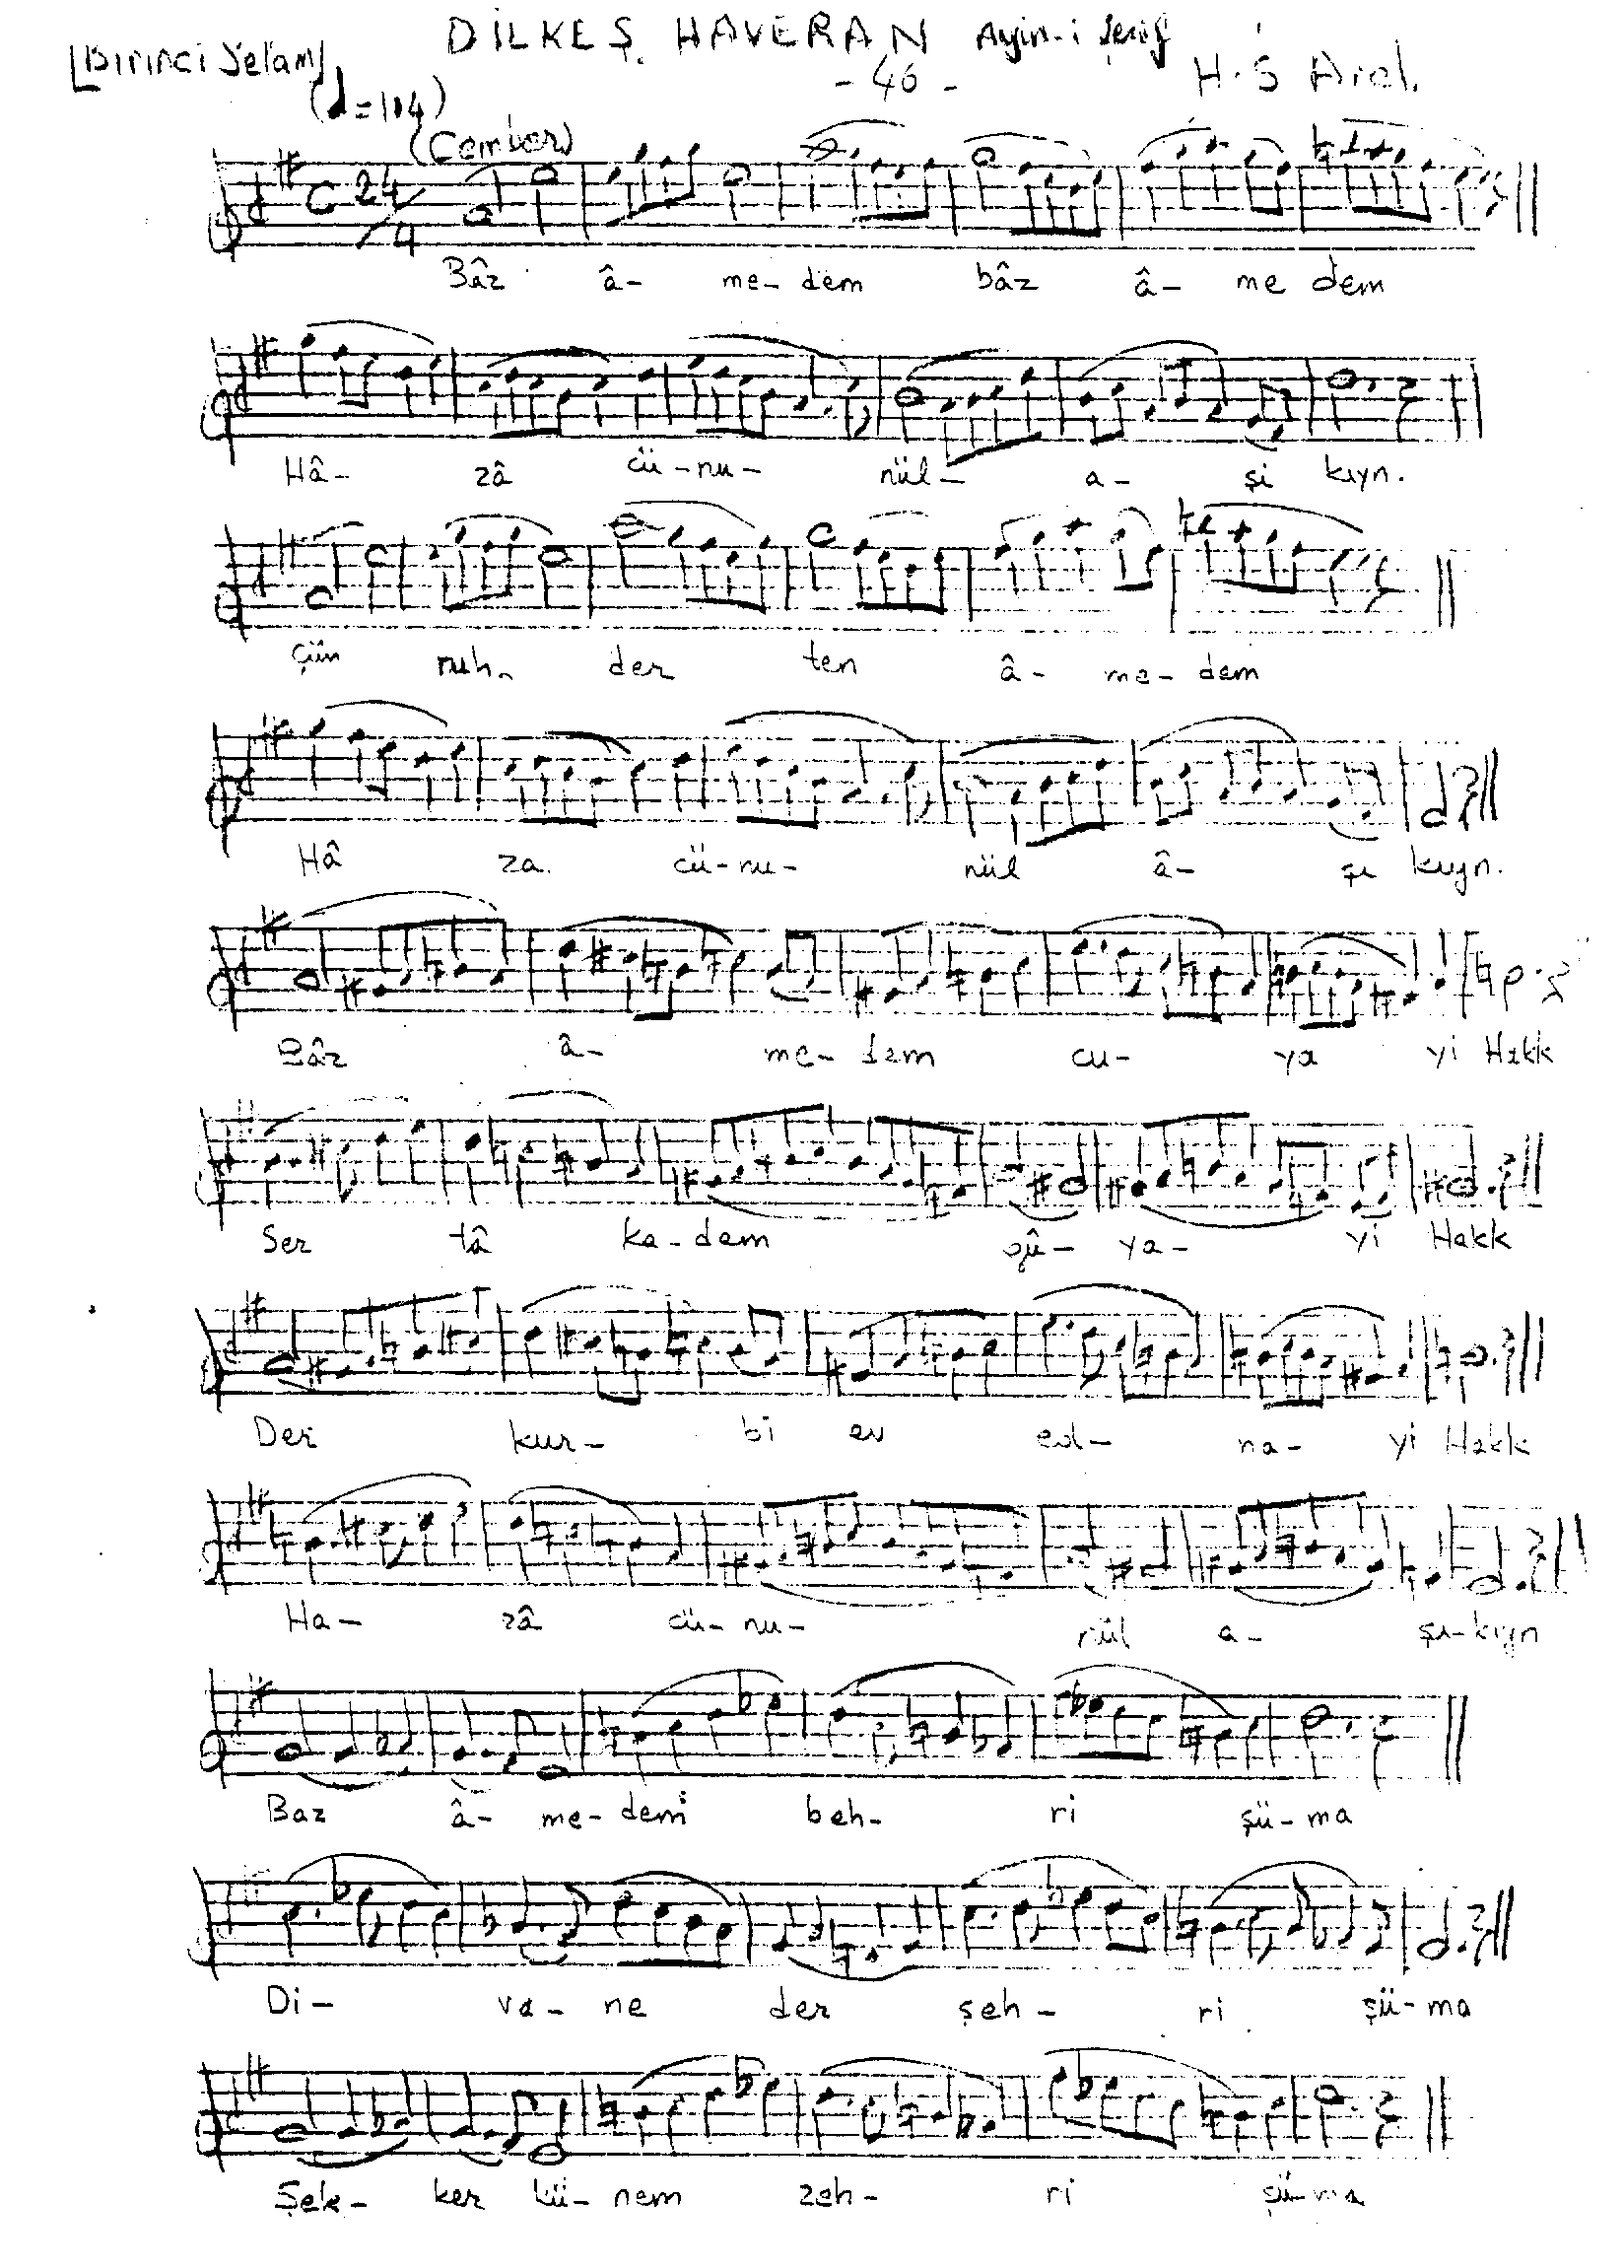 DİLKEŞ HAVERAN Ayin-i Şerif
[Birinci Selam]
- 46 -
H.S Arel.
(♩=104)
(Cember)
C 24/4
Bâz â- me- dem bâz â- me dem
Hâ- zâ cü-nu- nül- a- şi kıyn.
Çün ruh- der ten â- me- dem
Hâ za. cü-nu- nül â- şı kıyn.
Bâz â- me- dem cu- ya yi Hakk
Ser tâ ka-dem gû- ya- yi Hakk
Der kur- bi ev ed- na- yi Hakk
Ha- zâ cü- nu- nül a- şı-kıyn
Baz â- me- dem beh- ri şü-ma
Di- va- ne der şeh- ri şü-ma
Şek- ker kü- nem zeh- ri şü-ma